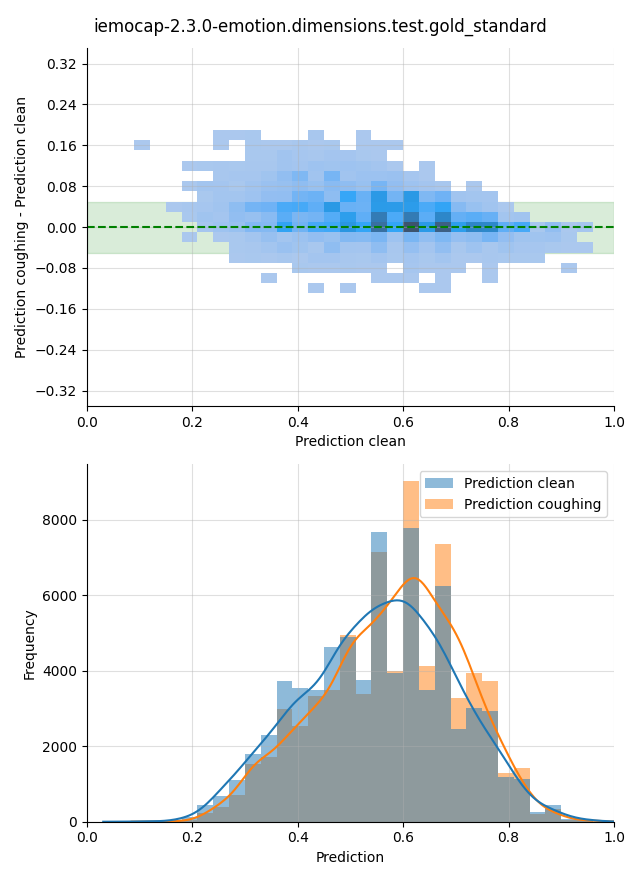 iemocap-2.3.0-emotion.dimensions.test.gold_standard
Prediction coughing - Prediction clean
0.32
0.24
0.16
0.08
0.00
−0.08
−0.16
−0.24
−0.32
0.0 0.2 0.4 0.6 0.8 1.0
Prediction clean
Prediction clean
Prediction coughing
Frequency
8000
6000
4000
2000
0
0.0 0.2 0.4 0.6 0.8 1.0
Prediction